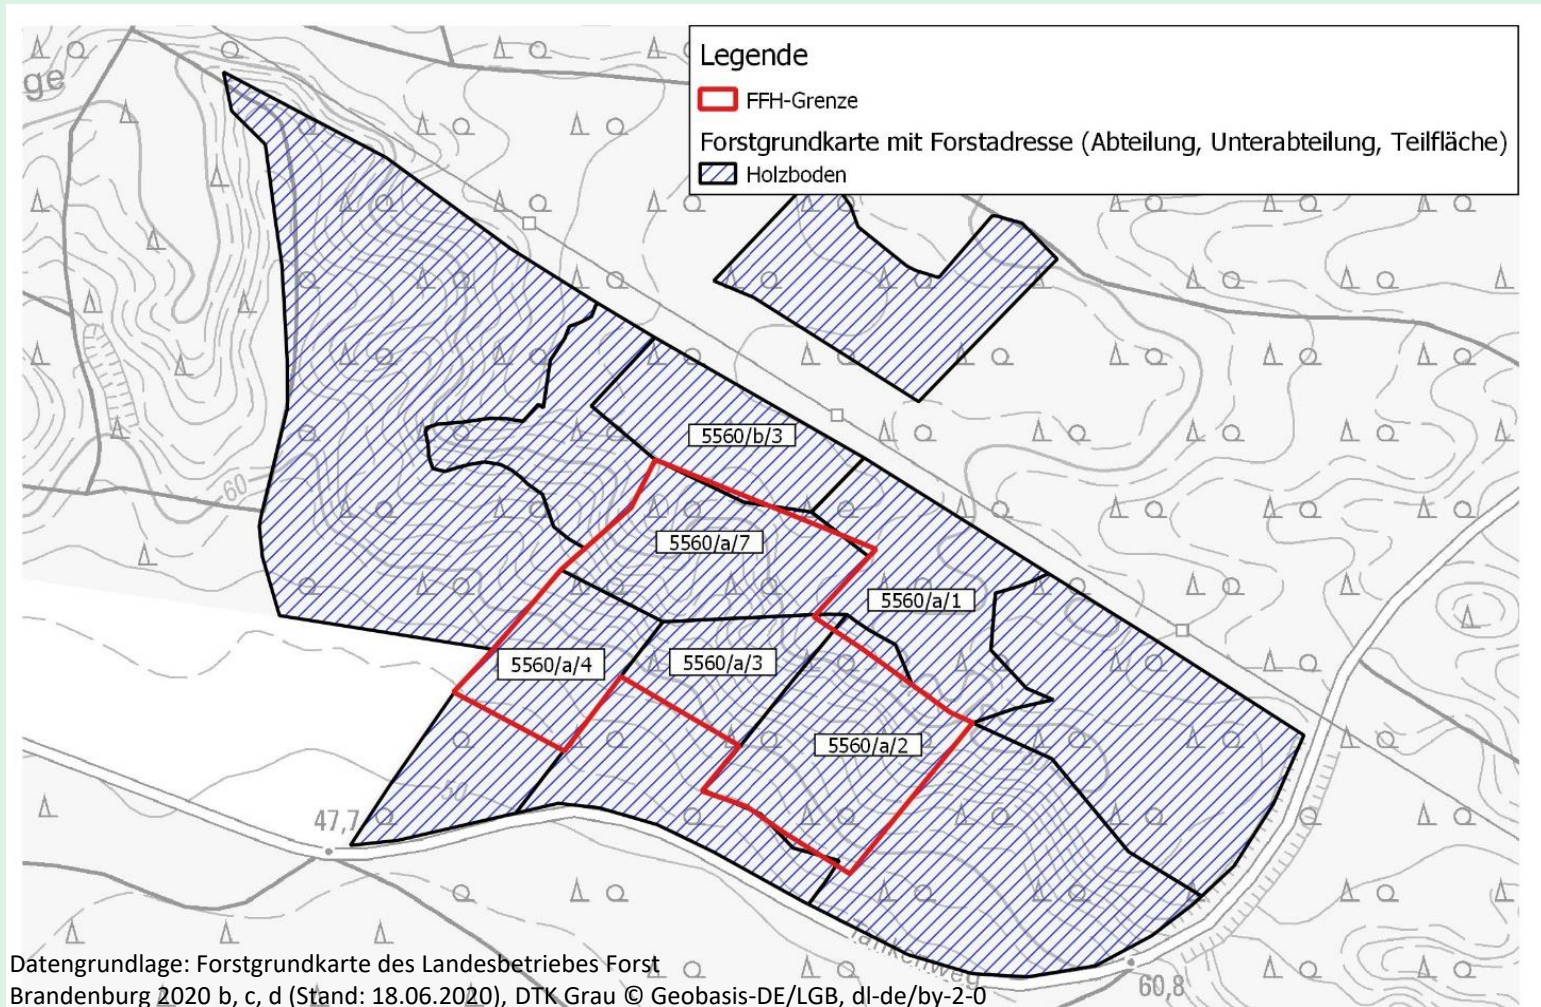 ge
Legende
FFH-Grenze
Forstgrundkarte mit Forstadresse (Abteilung, Unterabteilung, Teilfläche)
Holzboden
5560/b/3
60
5560/a/7
5560/a/1
5560/a/4
5560/a/3
5560/a/2
50
47,7
60,8
Datengrundlage: Forstgrundkarte des Landesbetriebes Forst
Brandenburg 2020 b, c, d (Stand: 18.06.2020), DTK Grau © Geobasis-DE/LGB, dl-de/by-2-0